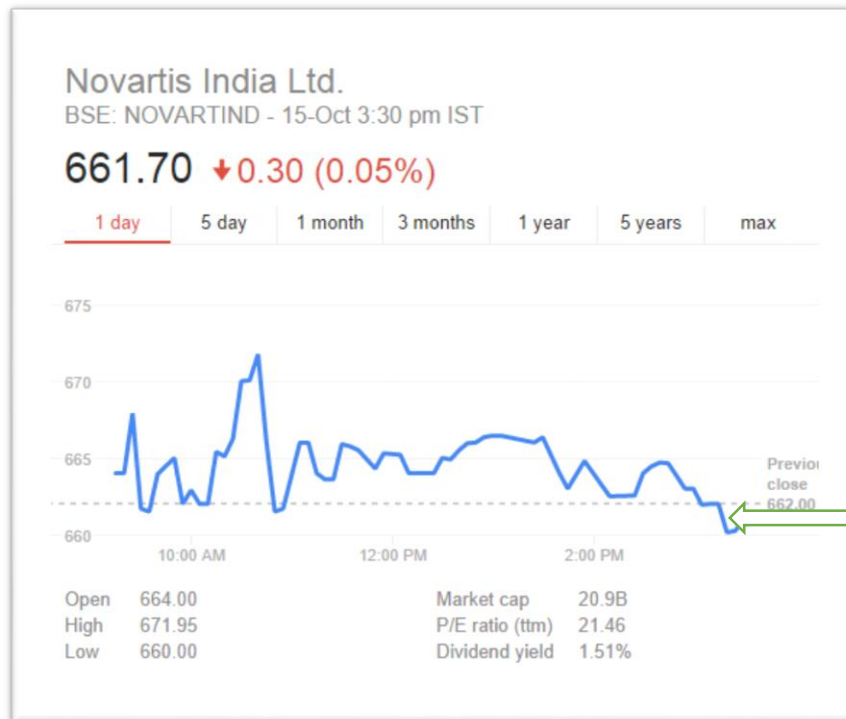 Novartis India Ltd.
BSE: NOVARTIND - 15-Oct 3:30 pm IST
661.70 0.30 (0.05%)
1 day 5 day 1 month 3 months 1 year 5 years max
675
670
665
660
Previou
close
662.00
10:00 AM 12:00 PM 2:00 PM
Open 664.00 Market cap 20.9B
High 671.95 P/E ratio (ttm) 21.46
Low 660.00 Dividend yield 1.51%